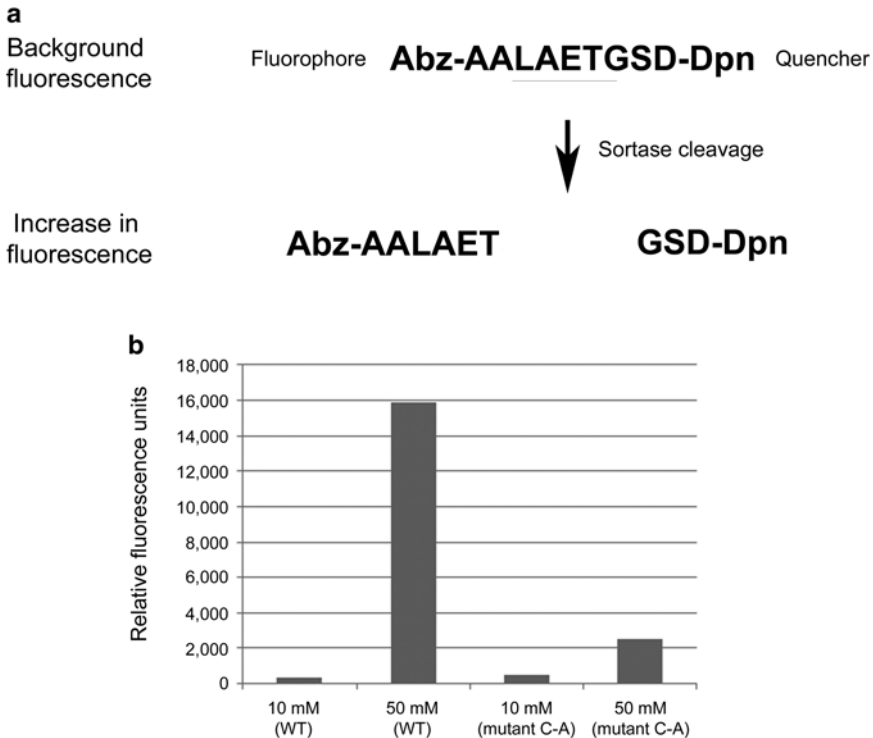 a
Background
fluorescence
Fluorophore Abz-AALAETGSD-Dpn Quencher
Sortase cleavage
Increase in
fluorescence
Abz-AALAET GSD-Dpn
b
Relative fluorescence units
18,000
16,000
14,000
12,000
10,000
8,000
6,000
4,000
2,000
0
10 mM 50 mM 10 mM 50 mM
(WT) (WT) (mutant C-A) (mutant C-A)